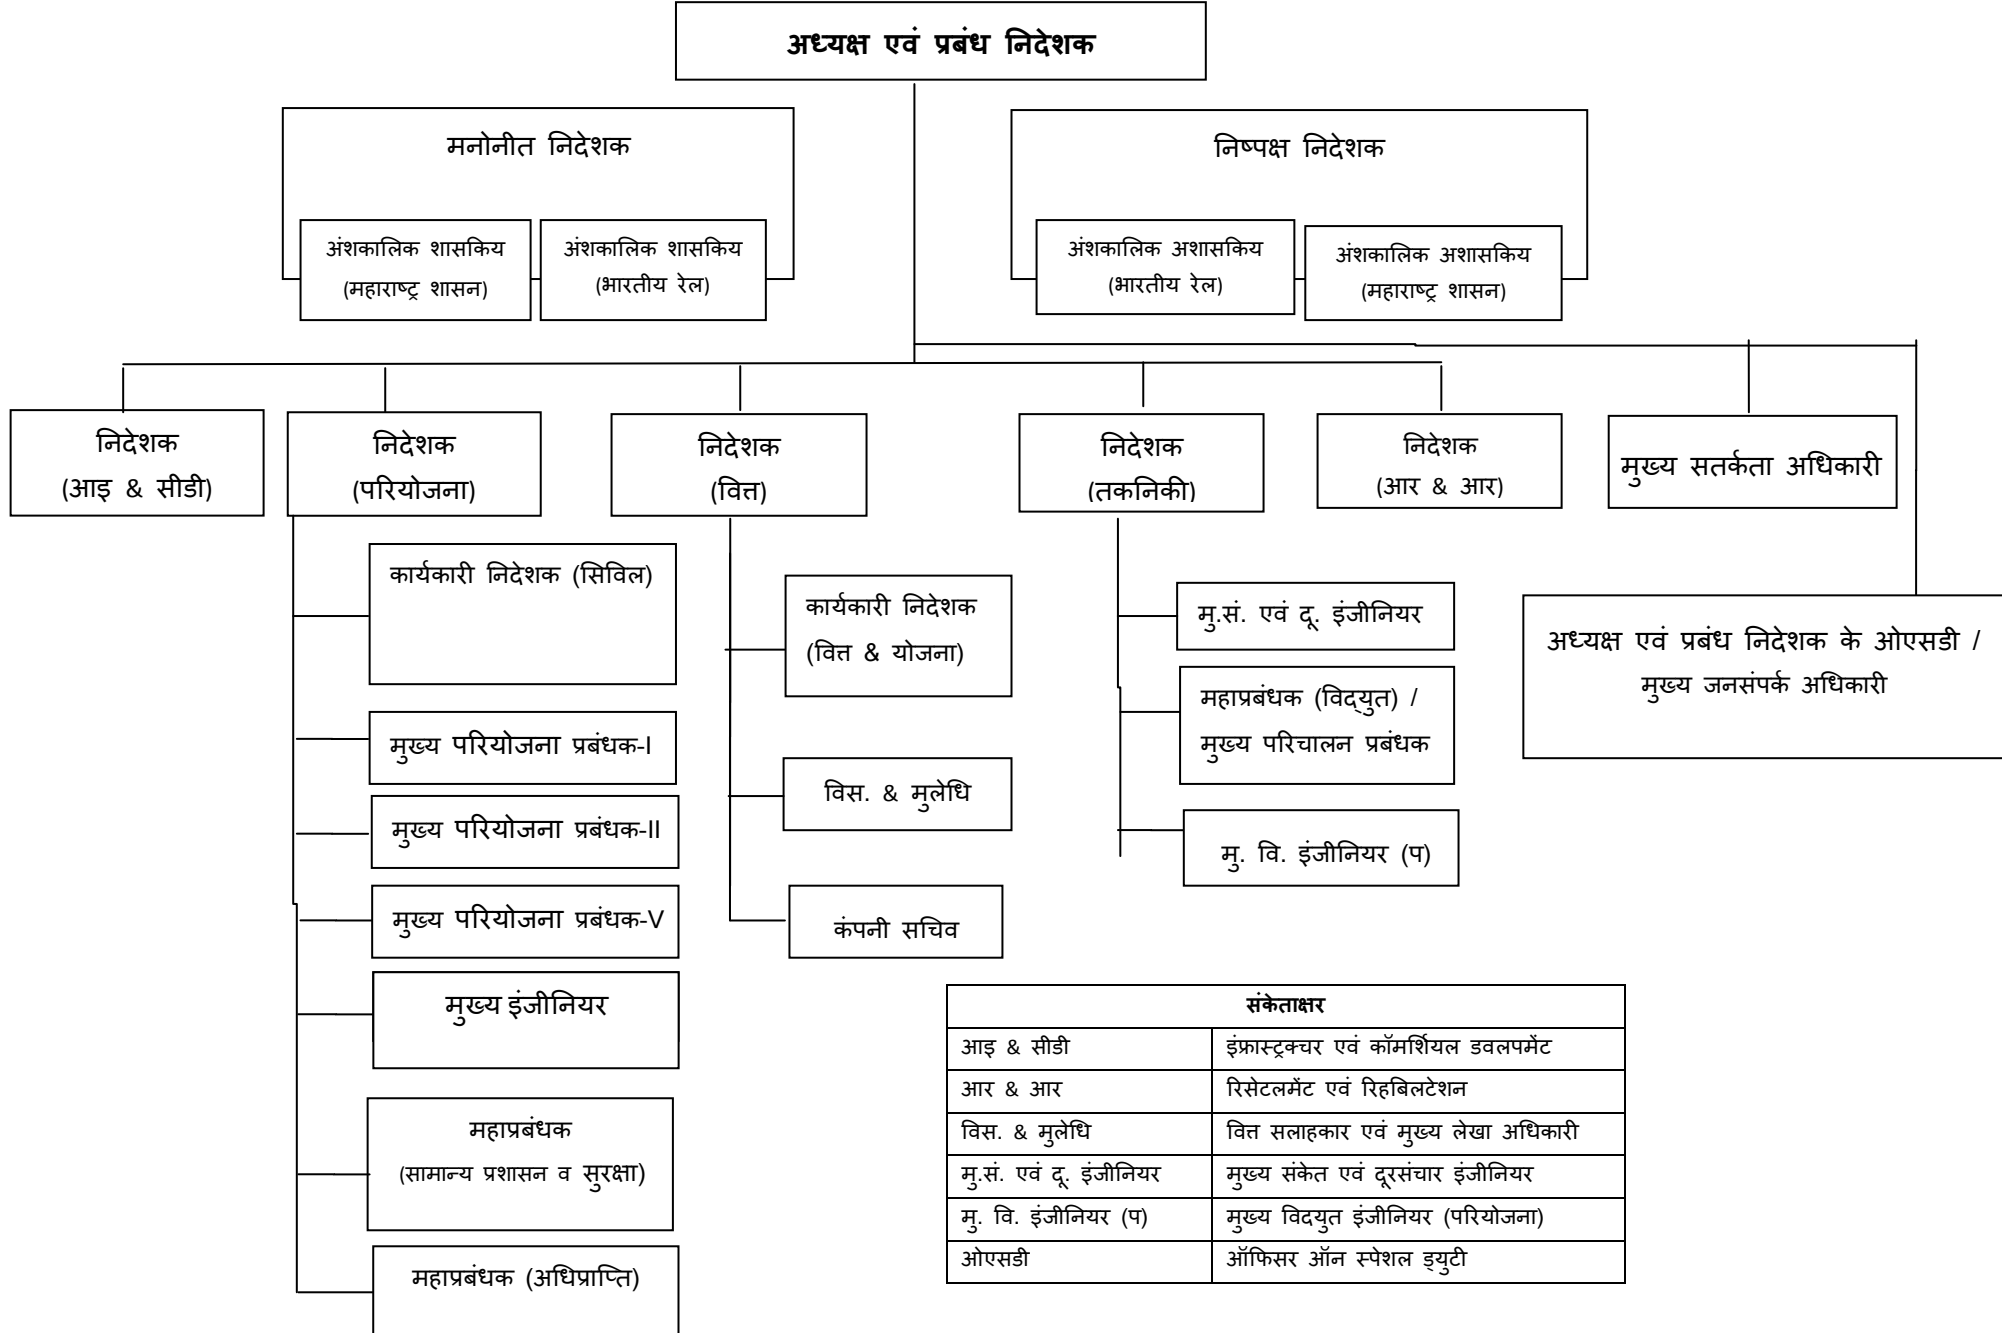 अध्यक्ष एवं प्रबंध निदेशक
मनोनीत निदेशक
अंशकालिक शासकिय
(महाराष्ट्र शासन)
अंशकालिक शासकिय
(भारतीय रेल)
निष्पक्ष निदेशक
अंशकालिक अशासकिय
(भारतीय रेल)
अंशकालिक अशासकिय
(महाराष्ट्र शासन)
निदेशक
(आइ & सीडी)
निदेशक
(परियोजना)
निदेशक
(वित्त)
निदेशक
(तकनिकी)
निदेशक
(आर & आर)
मुख्य सतर्कता अधिकारी
कार्यकारी निदेशक (सिविल)
मुख्य परियोजना प्रबंधक-I
मुख्य परियोजना प्रबंधक-II
मुख्य परियोजना प्रबंधक-V
मुख्य इंजीनियर
महाप्रबंधक
(सामान्य प्रशासन व सुरक्षा)
महाप्रबंधक (अधिप्राप्ति)
कार्यकारी निदेशक
(वित्त & योजना)
विस. & मुलेधि
कंपनी सचिव
मु.सं. एवं दू. इंजीनियर
महाप्रबंधक (विद्युत) /
मुख्य परिचालन प्रबंधक
मु. वि. इंजीनियर (प)
अध्यक्ष एवं प्रबंध निदेशक के ओएसडी /
मुख्य जनसंपर्क अधिकारी
संकेताक्षर
आइ & सीडी इंफ्रास्ट्रक्चर एवं कॉमर्शियल डवलपमेंट
आर & आर रिसेटलमेंट एवं रिहबिलटेशन
विस. & मुलेधि वित्त सलाहकार एवं मुख्य लेखा अधिकारी
मु.सं. एवं दू. इंजीनियर मुख्य संकेत एवं दूरसंचार इंजीनियर
मु. वि. इंजीनियर (प) मुख्य विदयुत इंजीनियर (परियोजना)
ओएसडी ऑफिसर ऑन स्पेशल ड्युटी